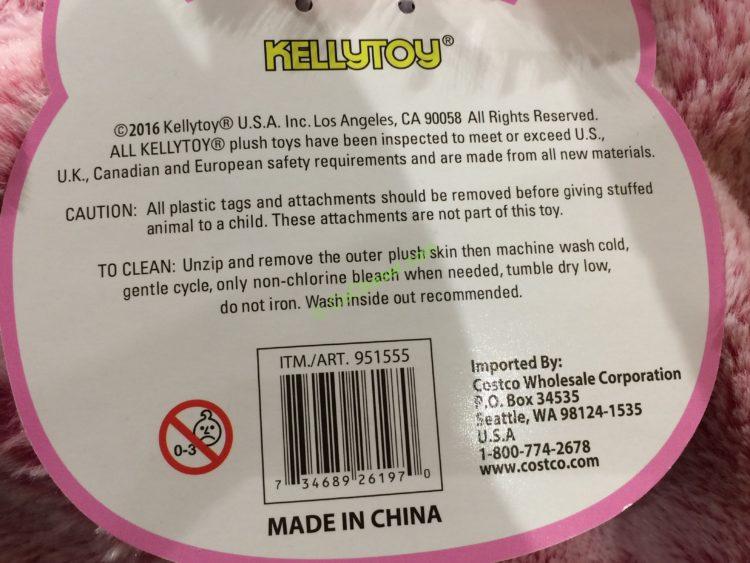 KELLYTOY®
©2016 Kellytoy® U.S.A. Inc. Los Angeles, CA 90058 All Rights Reserved.
ALL KELLYTOY® plush toys have been inspected to meet or exceed U.S.,
U.K., Canadian and European safety requirements and are made from all new materials.
CAUTION: All plastic tags and attachments should be removed before giving stuffed
animal to a child. These attachments are not part of this toy.
TO CLEAN: Unzip and remove the outer plush skin then machine wash cold,
gentle cycle, only non-chlorine bleach when needed, tumble dry low,
do not iron. Wash inside out recommended.
ITM./ART. 951555
7 34689 26197 0
0-3
MADE IN CHINA
Imported By:
Costco Wholesale Corporation
P.O. Box 34535
Seattle, WA 98124-1535
U.S.A
1-800-774-2678
www.costco.com